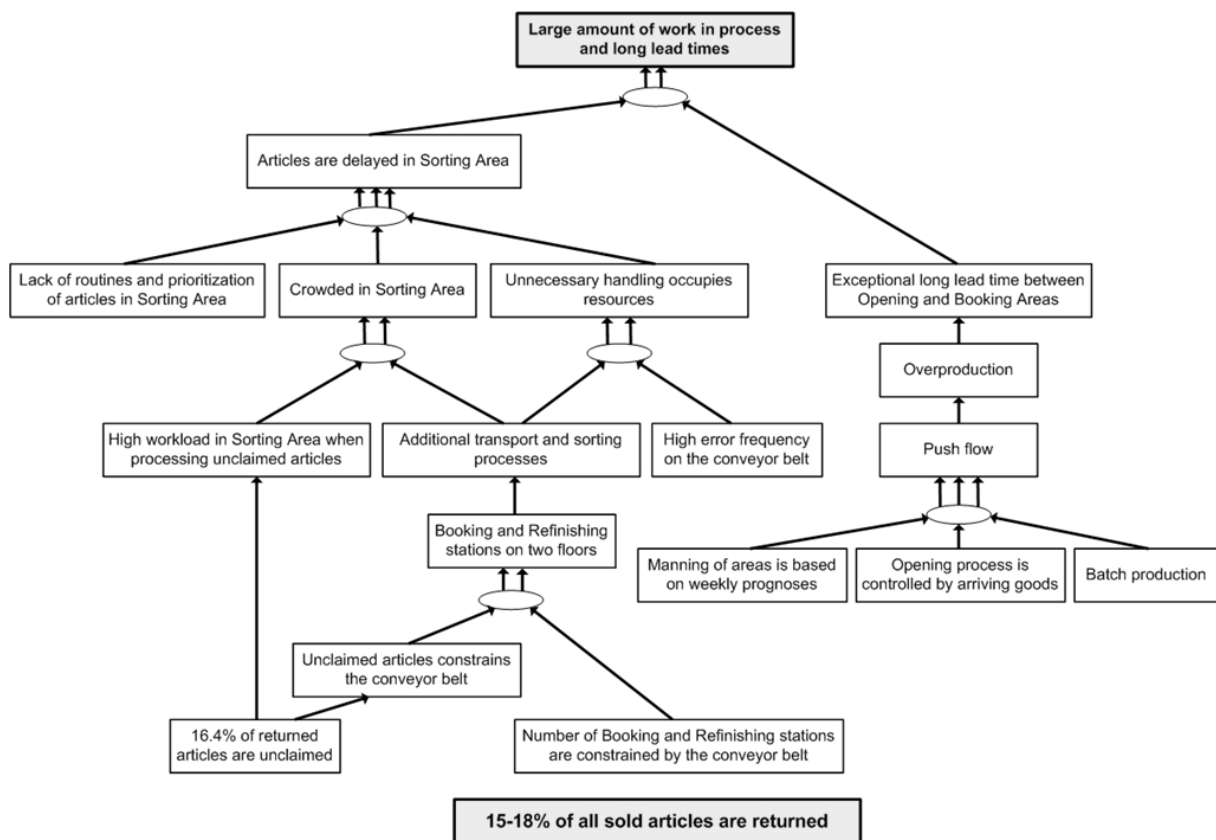 Large amount of work in process
and long lead times
Articles are delayed in Sorting Area
Lack of routines and prioritization
of articles in Sorting Area
Crowded in Sorting Area
Unnecessary handling occupies
resources
Exceptional long lead time between
Opening and Booking Areas
Overproduction
High workload in Sorting Area when
processing unclaimed articles
Additional transport and sorting
processes
High error frequency
on the conveyor belt
Push flow
Booking and Refinishing
stations on two floors
Manning of areas is based
on weekly prognoses
Opening process is
controlled by arriving goods
Batch production
Unclaimed articles constrains
the conveyor belt
16.4% of returned
articles are unclaimed
Number of Booking and Refinishing stations
are constrained by the conveyor belt
15-18% of all sold articles are returned